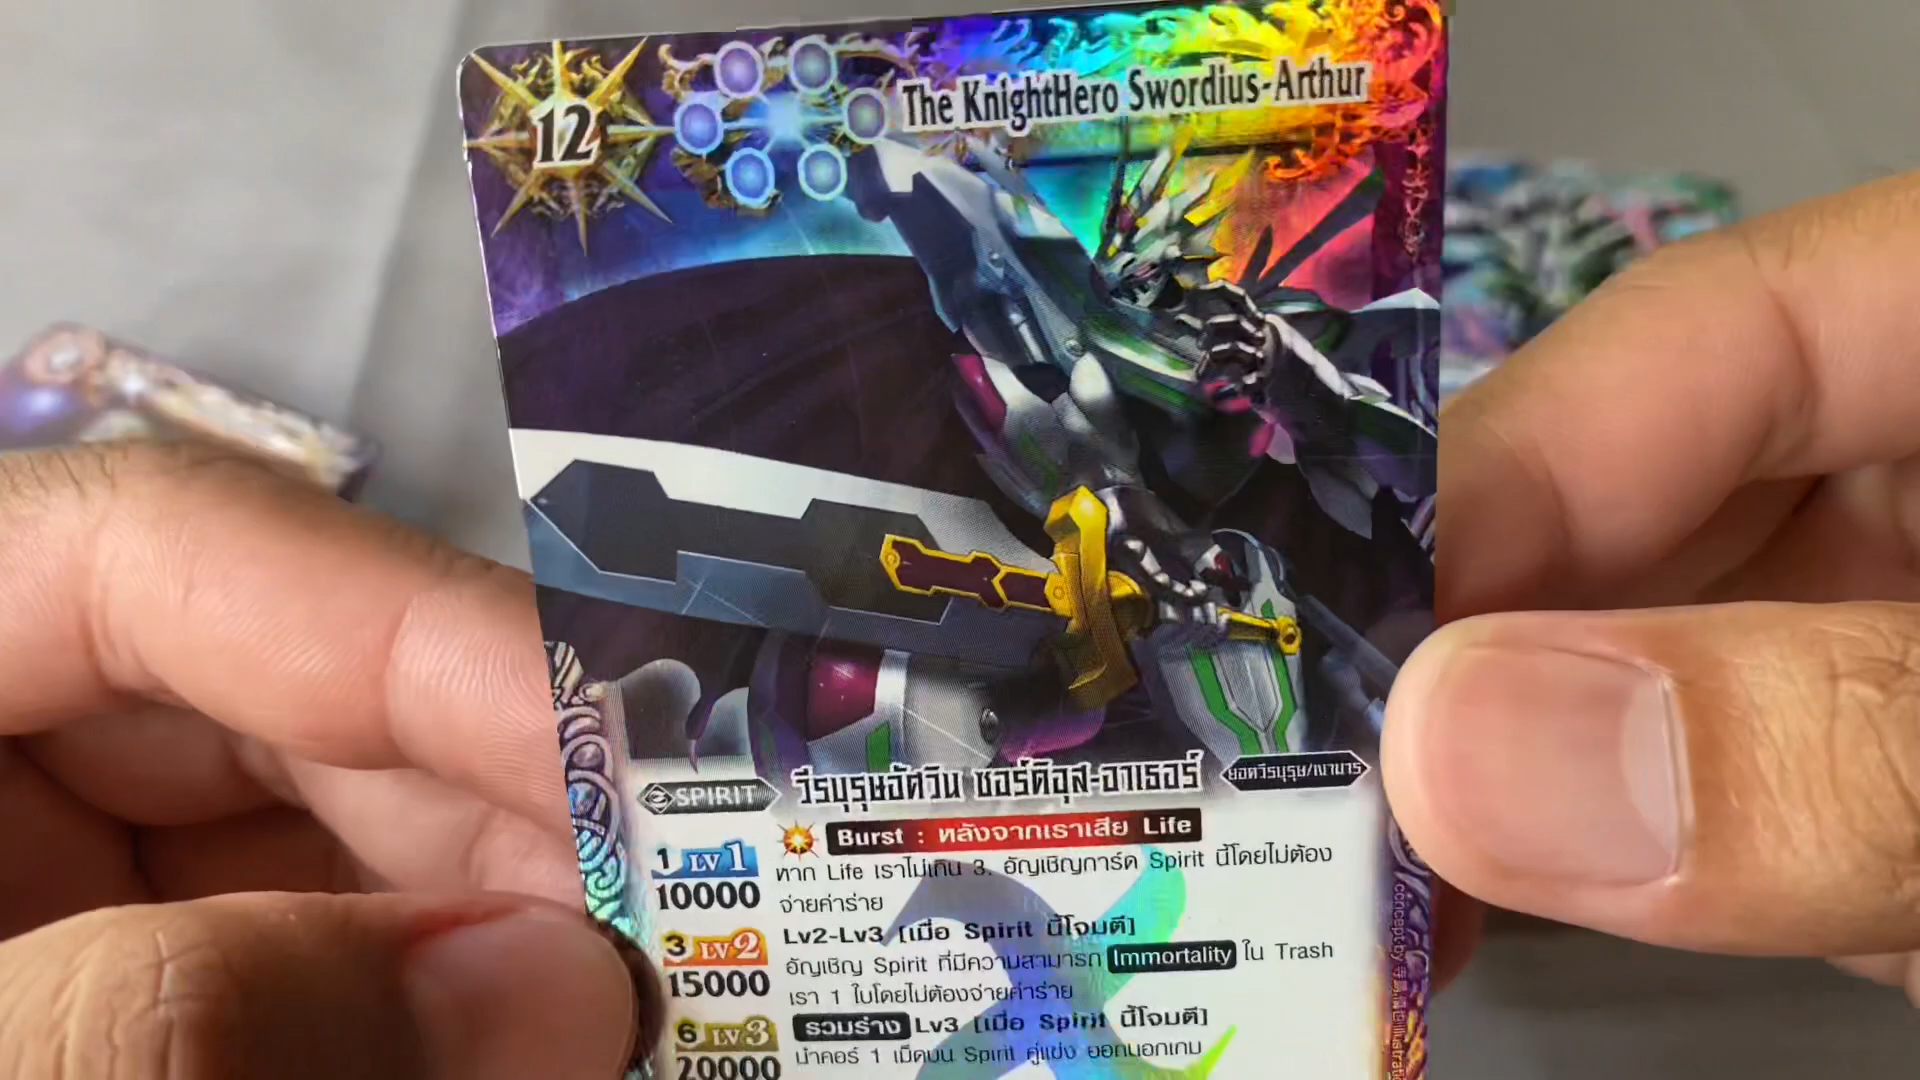 12
The KnightHero Swordius-Arthur
SPIRIT
วีรบุรุษอัศวิน ซอร์ดิอุส-อาเธอร์
ยอดวีรบุรุษ/เงามาร
Burst : หลังจากเราเสีย Life
1 LV1
10000
หาก Life เราไม่เกิน 3. อัญเชิญการ์ด Spirit นี้โดยไม่ต้อง
จ่ายค่าร่าย
Lv2-Lv3 [เมื่อ Spirit นี้โจมตี]
3 LV2
15000
อัญเชิญ Spirit ที่มีความสามารถ Immortality ใน Trash
เรา 1 ใบโดยไม่ต้องจ่ายค่าร่าย
รวมร่าง Lv3 [เมื่อ Spirit นี้โจมตี]
6 LV3
20000
นำคอร์ 1 เม็ดบน Spirit คู่แข่ง ออกนอกเกม
concept by